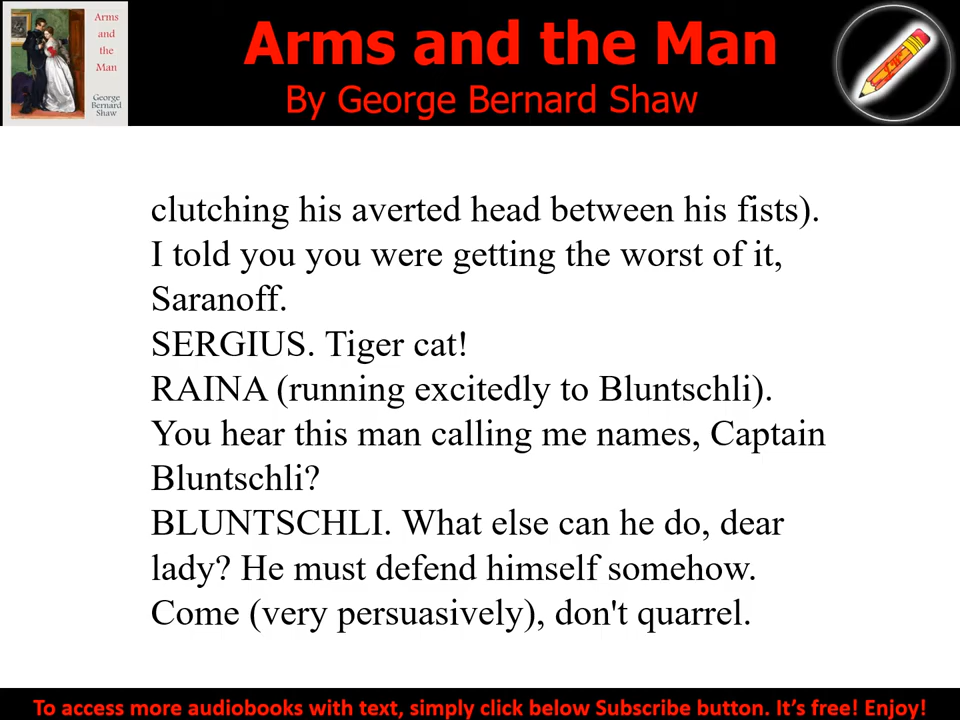 Arms
and
the
Man
George
Bernard
Shaw
Arms and the Man
By George Bernard Shaw
clutching his averted head between his fists).
I told you you were getting the worst of it,
Saranoff.
SERGIUS. Tiger cat!
RAINA (running excitedly to Bluntschli).
You hear this man calling me names, Captain
Bluntschli?
BLUNTSCHLI. What else can he do, dear
lady? He must defend himself somehow.
Come (very persuasively), don't quarrel.
To access more audiobooks with text, simply click below Subscribe button. It’s free! Enjoy!